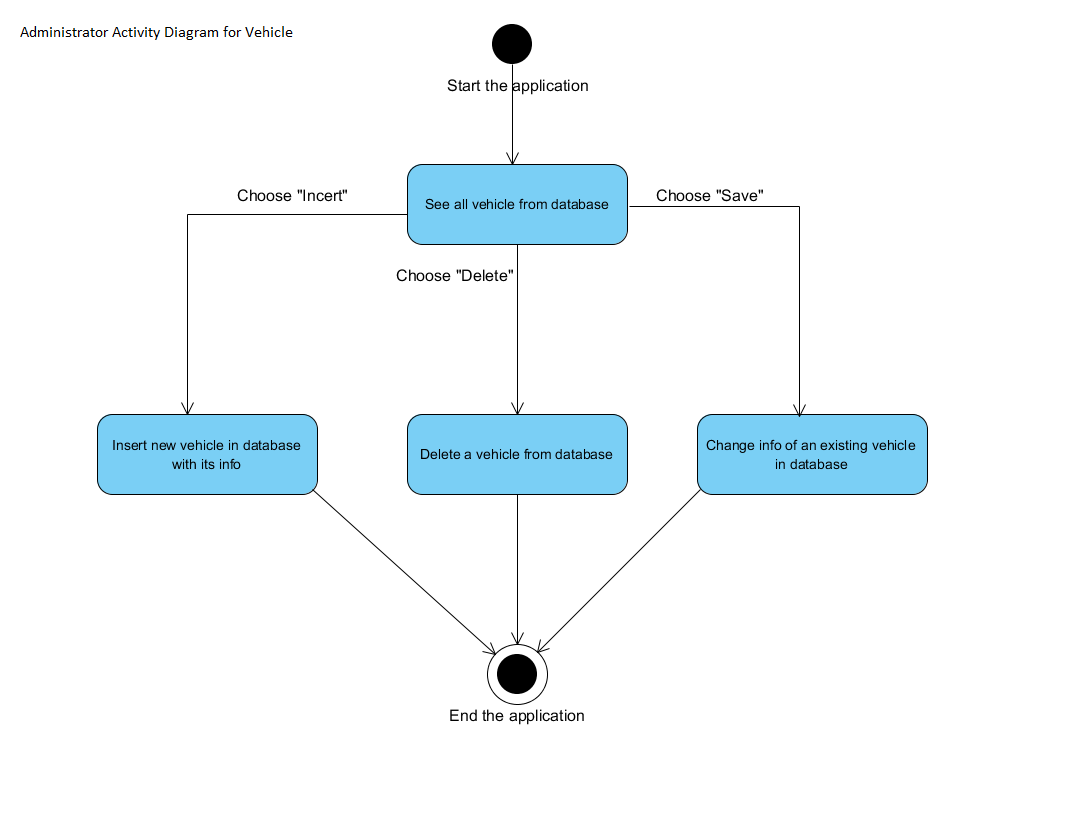 Administrator Activity Diagram for Vehicle
Start the application
Choose "Incert"
See all vehicle from database
Choose "Save"
Choose "Delete"
Insert new vehicle in database
with its info
Delete a vehicle from database
Change info of an existing vehicle
in database
End the application